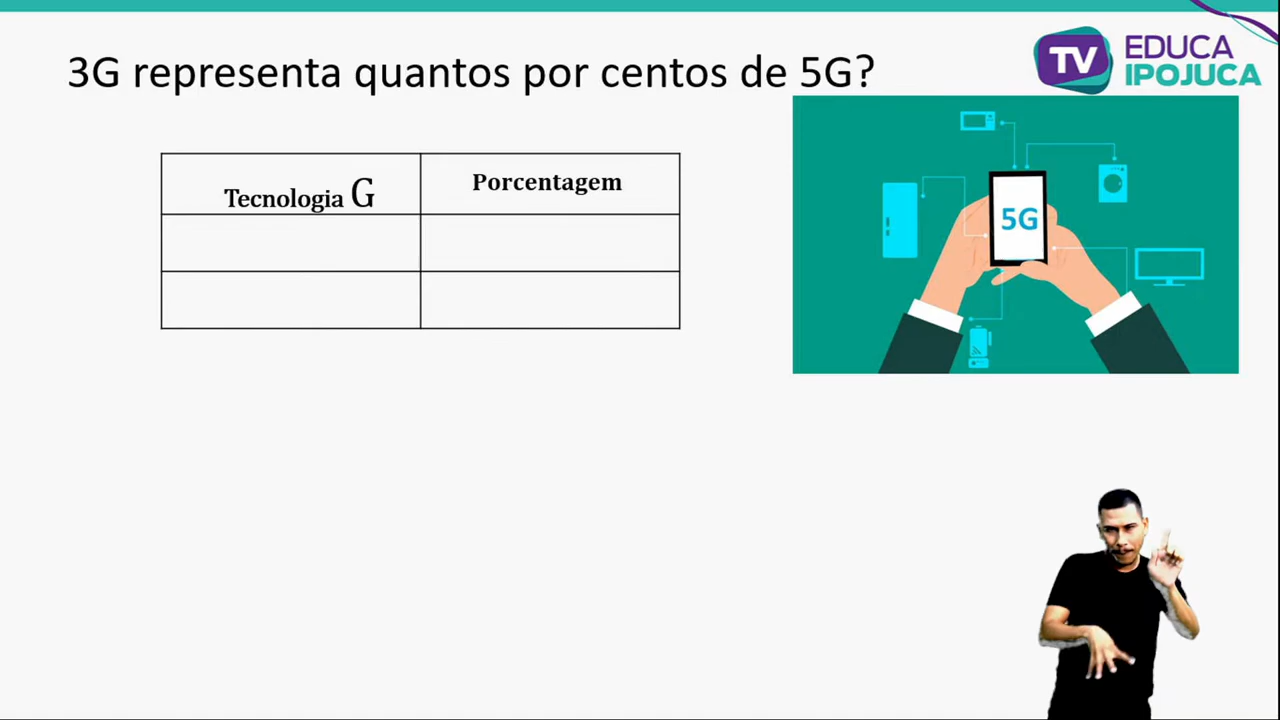 3G representa quantos por centos de 5G?
TV EDUCA
IPOJUCA
Tecnologia G
Porcentagem
5G